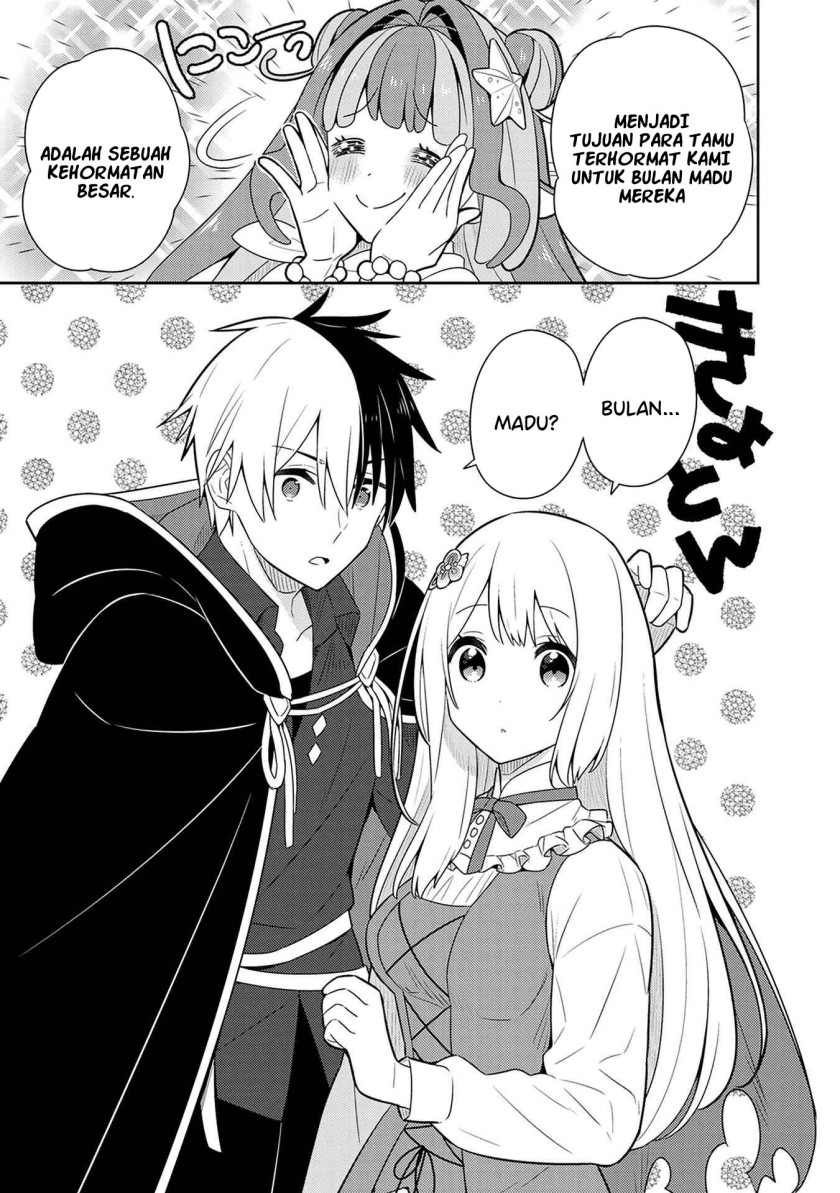 MENJADI
TUJUAN PARA TAMU
TERHORMAT KAMI
UNTUK BULAN MADU
MEREKA
ADALAH SEBUAH
KEHORMATAN
BESAR.
にこっ
BULAN...
MADU?
きょとん